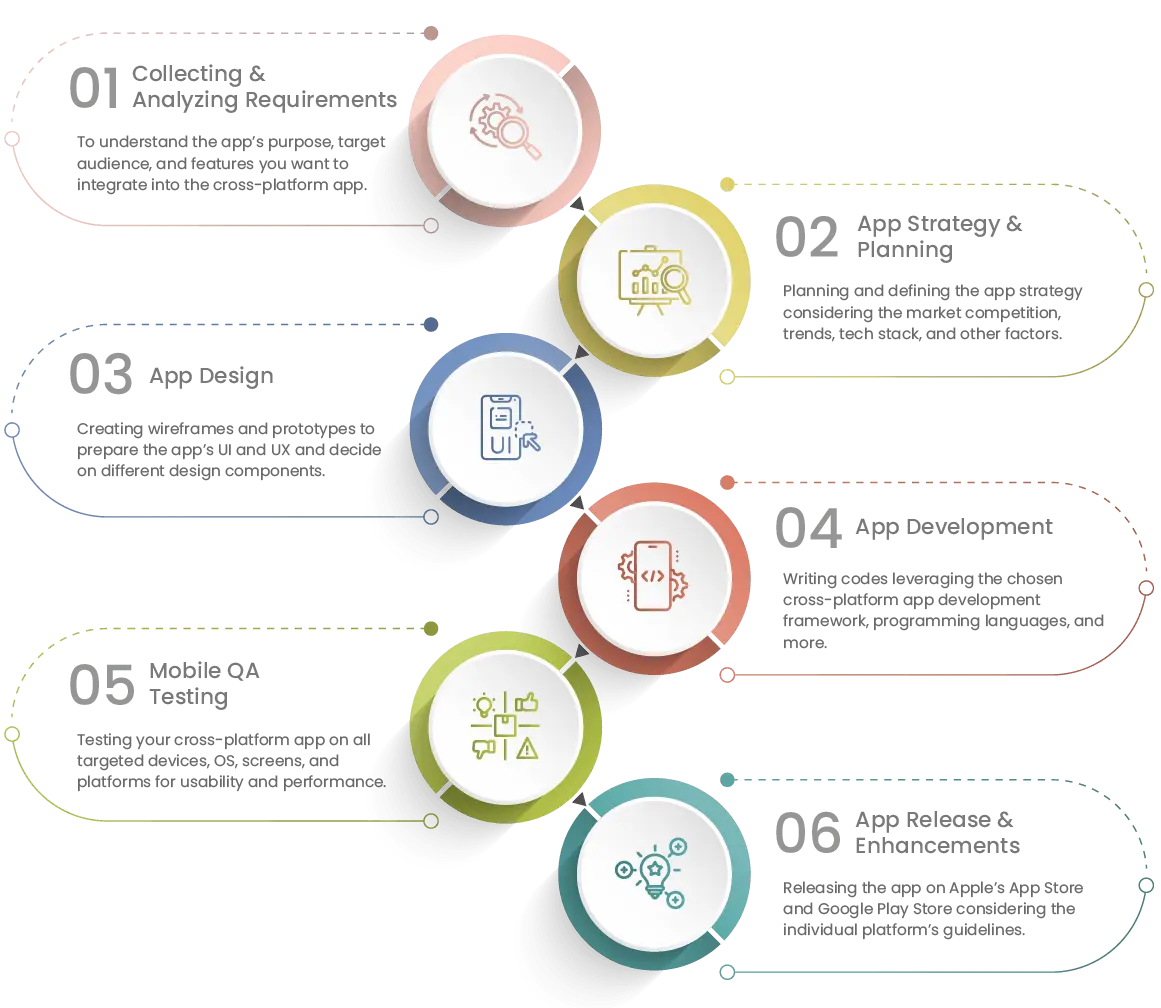 01
Collecting &
Analyzing Requirements
To understand the app's purpose, target
audience, and features you want to
integrate into the cross-platform app.
02
App Strategy &
Planning
Planning and defining the app strategy
considering the market competition,
trends, tech stack, and other factors.
03
App Design
Creating wireframes and prototypes to
prepare the app's UI and UX and decide
on different design components.
UI
04
App Development
Writing codes leveraging the chosen
cross-platform app development
framework, programming languages, and
more.
</>
05
Mobile QA
Testing
Testing your cross-platform app on all
targeted devices, OS, screens, and
platforms for usability and performance.
06
App Release &
Enhancements
Releasing the app on Apple's App Store
and Google Play Store considering the
individual platform's guidelines.